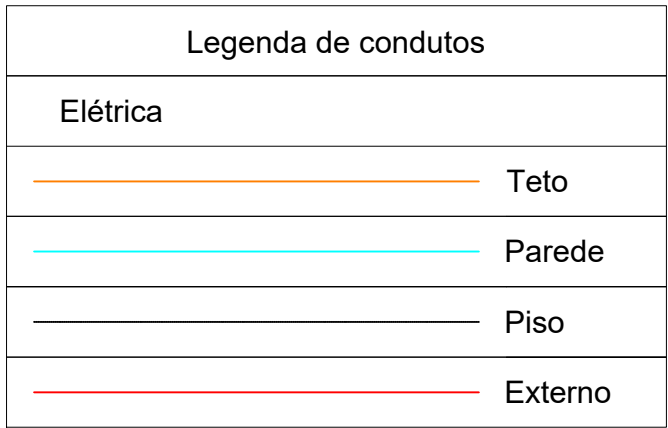 Legenda de condutos
Elétrica
Teto
Parede
Piso
Externo